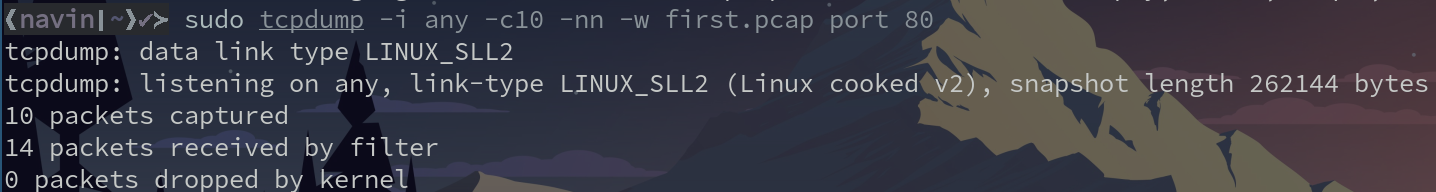 (navin|~)✔> sudo tcpdump -i any -c10 -nn -w first.pcap port 80
tcpdump: data link type LINUX_SLL2
tcpdump: listening on any, link-type LINUX_SLL2 (Linux cooked v2), snapshot length 262144 bytes
10 packets captured
14 packets received by filter
0 packets dropped by kernel